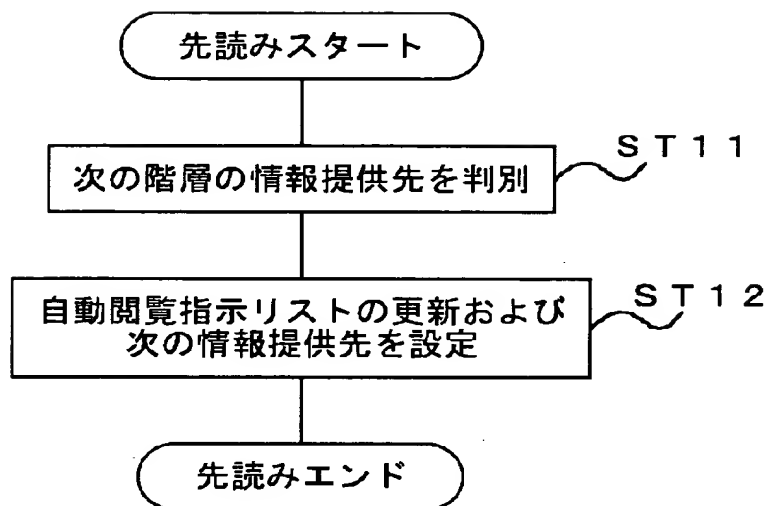 先読みスタート
次の階層の情報提供先を判別
ST11
自動閲覧指示リストの更新および
次の情報提供先を設定
ST12
先読みエンド